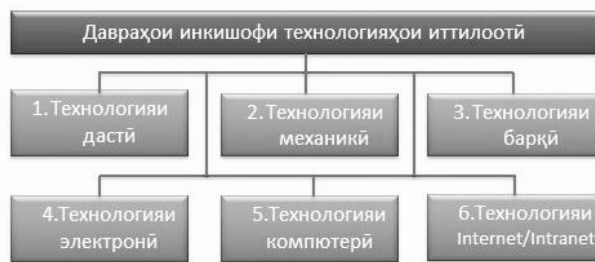 Давраҳои инкишофи технологияҳои иттилоотӣ
1.Технологияи
дастӣ
2.Технологияи
механикӣ
3.Технологияи
барқӣ
4.Технологияи
электронӣ
5.Технологияи
компютерӣ
6.Технологияи
Internet/Intranet